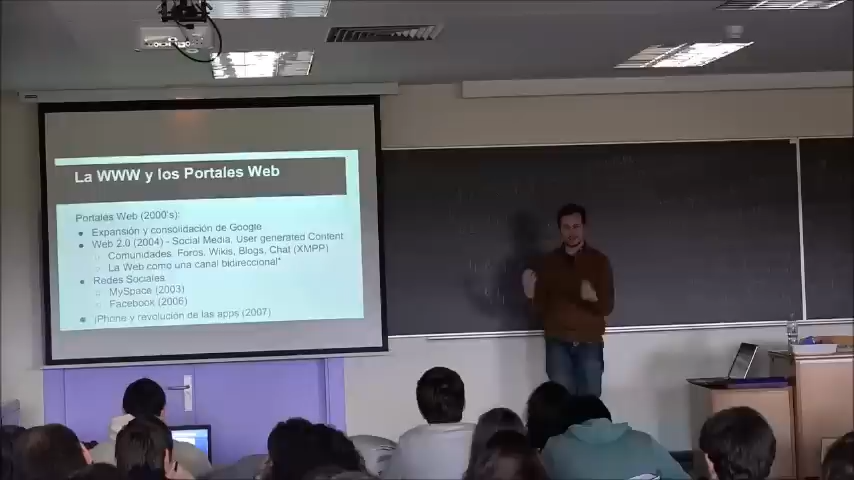 La WWW y los Portales Web
Portales Web (2000's):
Expansión y consolidación de Google
Web 2.0 (2004) - Social Media, User generated Content
Comunidades, Foros, Wikis, Blogs, Chat (XMPP)
La Web como una canal bidireccional*
Redes Sociales
MySpace (2003)
Facebook (2006)
iPhone y revolución de las apps (2007)